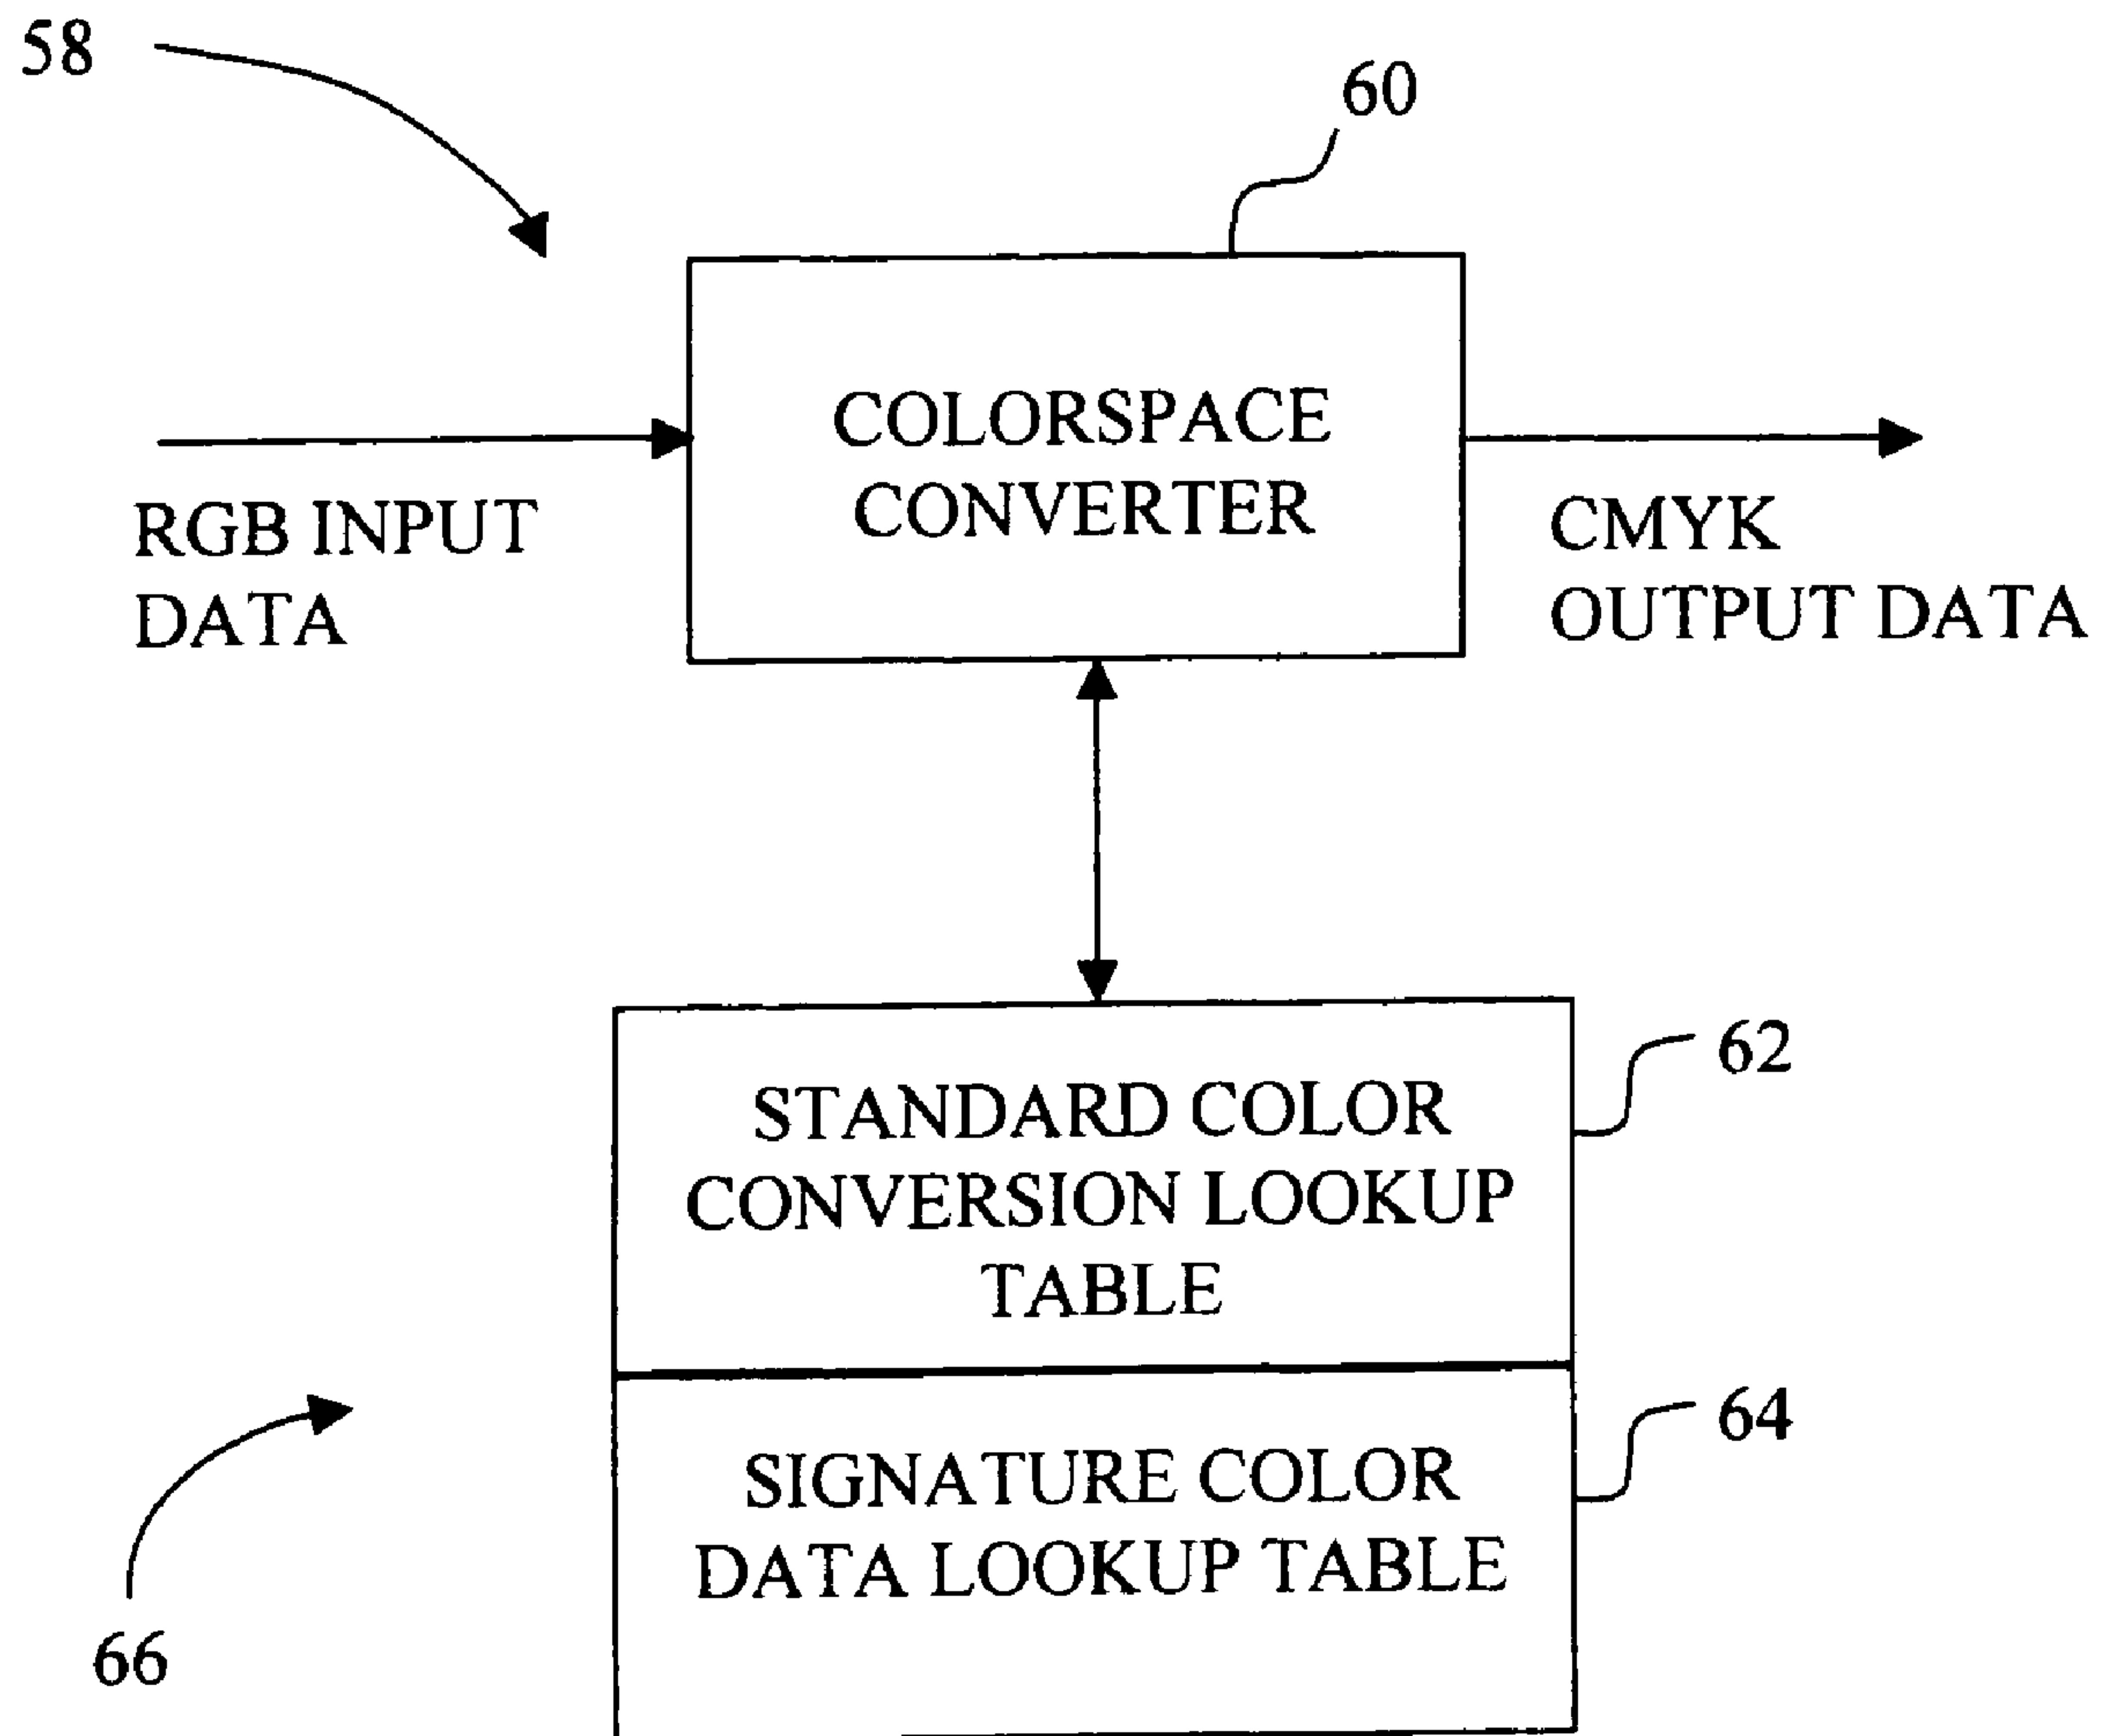 58
60
COLORSPACE
CONVERTER
RGB INPUT
DATA
CMYK
OUTPUT DATA
62
STANDARD COLOR
CONVERSION LOOKUP
TABLE
64
SIGNATURE COLOR
DATA LOOKUP TABLE
66